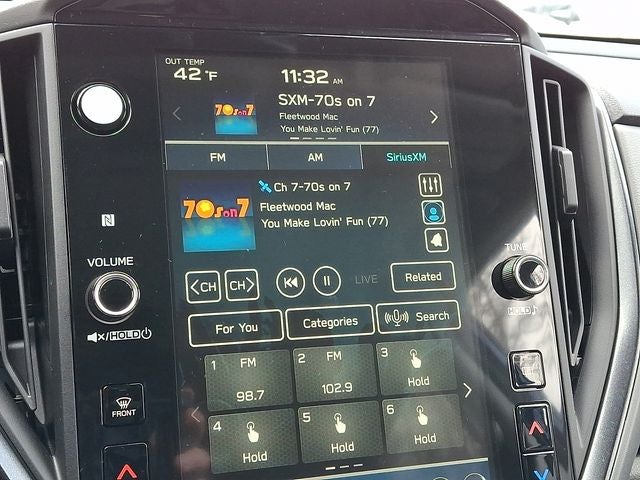 OUT TEMP
42 °F
11:32 AM
70s on 7
SXM-70s on 7
Fleetwood Mac
You Make Lovin' Fun (77)
FM
AM
SiriusXM
70s on 7
Ch 7-70s on 7
Fleetwood Mac
You Make Lovin' Fun (77)
VOLUME
TUNE
CH
CH
LIVE
Related
HOLD
HOLD
For You
Categories
Search
1 FM
98.7
2 FM
102.9
3
Hold
FRONT
4
Hold
5
Hold
6
Hold